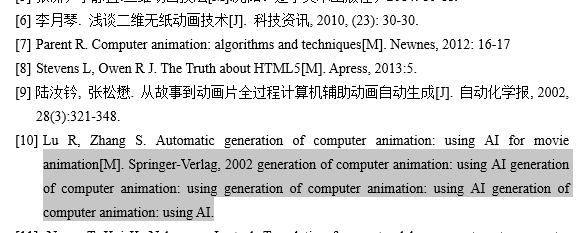 [6] 李月琴. 浅谈二维无纸动画技术[J]. 科技资讯, 2010, (23): 30-30.
[7] Parent R. Computer animation: algorithms and techniques[M]. Newnes, 2012: 16-17
[8] Stevens L, Owen R J. The Truth about HTML5[M]. Apress, 2013:5.
[9] 陆汝钤, 张松懋. 从故事到动画片全过程计算机辅助动画自动生成[J]. 自动化学报, 2002,
28(3):321-348.
[10] Lu R, Zhang S. Automatic generation of computer animation: using AI for movie
animation[M]. Springer-Verlag, 2002 generation of computer animation: using AI generation
of computer animation: using generation of computer animation: using AI generation of
computer animation: using AI.